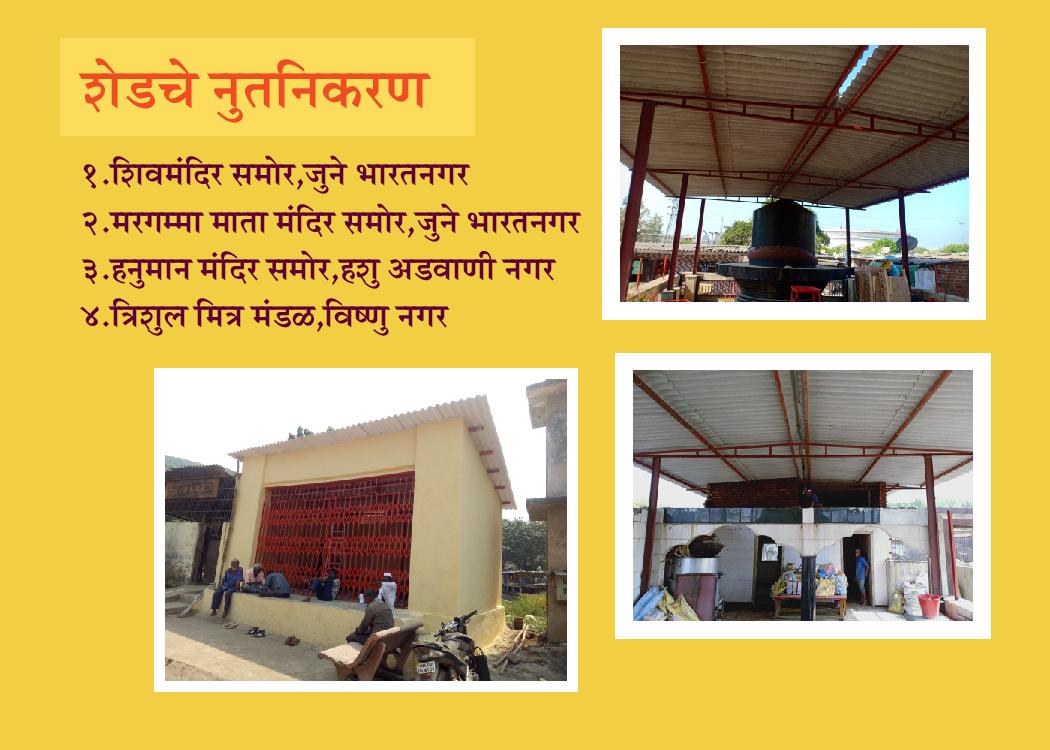 शेडचे नुतनिकरण
१.शिवमंदिर समोर,जुने भारतनगर
२.मरगम्मा माता मंदिर समोर,जुने भारतनगर
३.हनुमान मंदिर समोर,हशु अडवाणी नगर
४.त्रिशुल मित्र मंडळ,विष्णु नगर